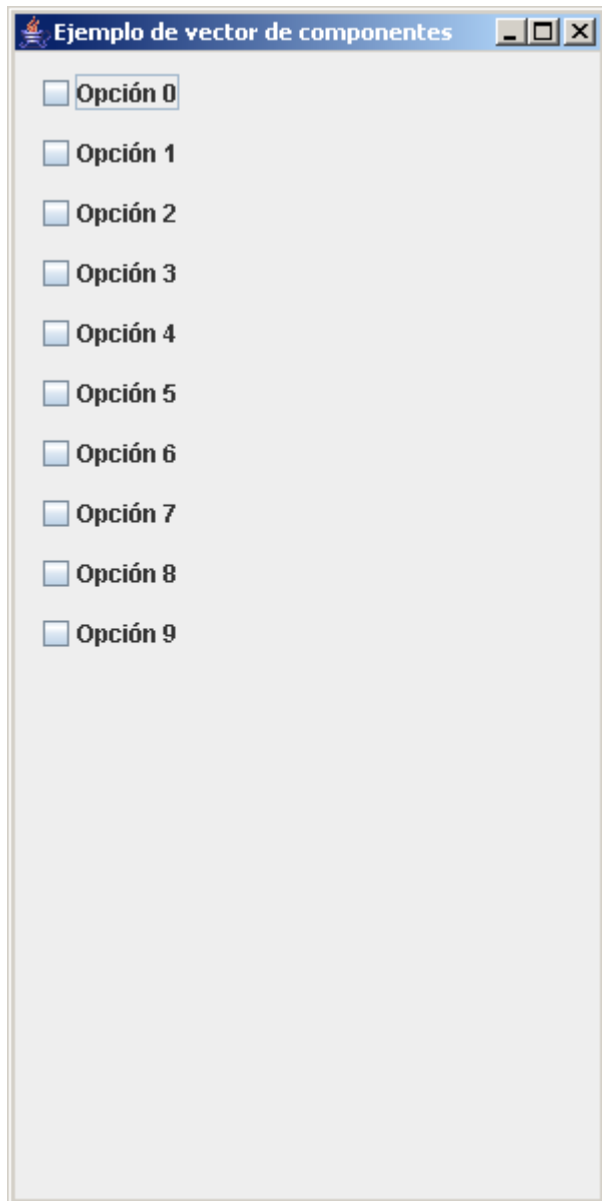 Ejemplo de vector de componentes
Opción 0
Opción 1
Opción 2
Opción 3
Opción 4
Opción 5
Opción 6
Opción 7
Opción 8
Opción 9